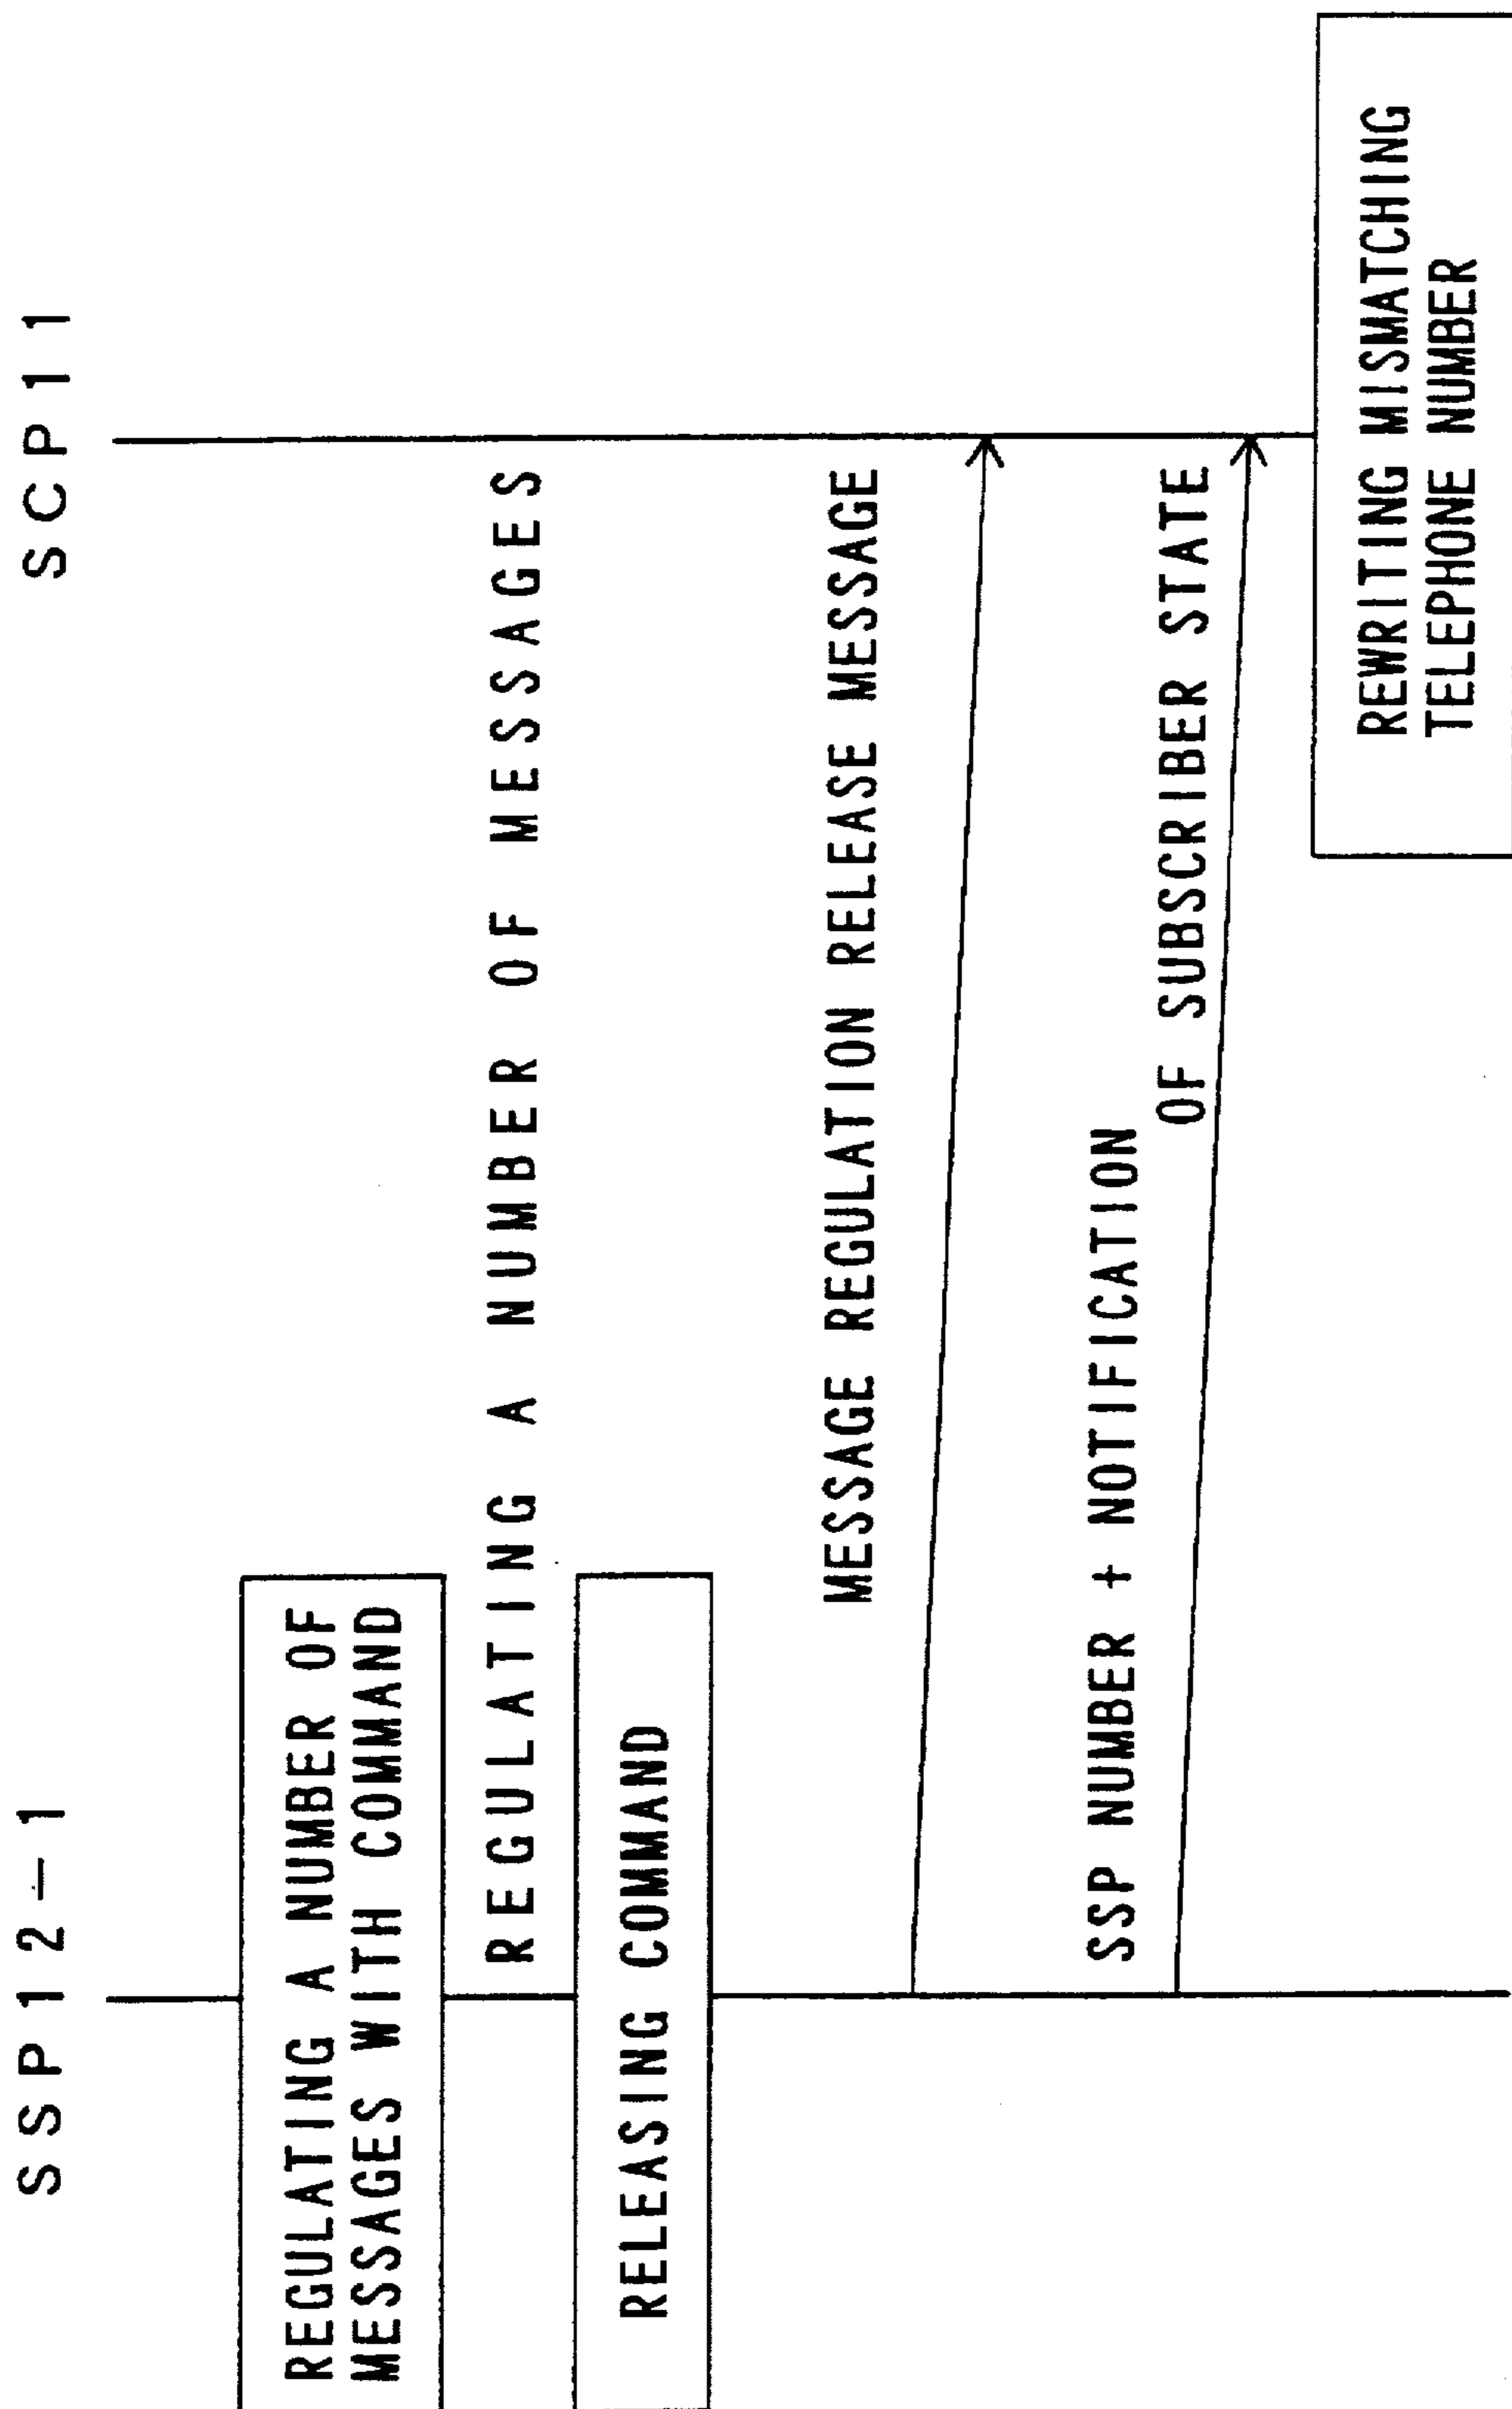 SSP12-1
SCP11
REGULATING A NUMBER OF
MESSAGES WITH COMMAND
REGULATING A NUMBER OF MESSAGES
RELEASING COMMAND
MESSAGE REGULATION RELEASE MESSAGE
SSP NUMBER + NOTIFICATION
OF SUBSCRIBER STATE
REWRITING MISMATCHING
TELEPHONE NUMBER